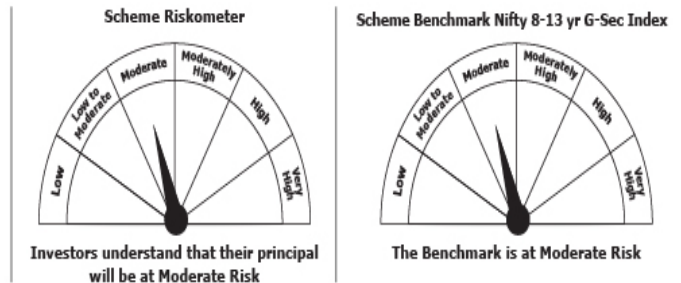 Scheme Riskometer
Low
Low to
Moderate
Moderate
Moderately
High
High
Very
High
Investors understand that their principal
will be at Moderate Risk
Scheme Benchmark Nifty 8-13 yr G-Sec Index
Low
Low to
Moderate
Moderate
Moderately
High
High
Very
High
The Benchmark is at Moderate Risk